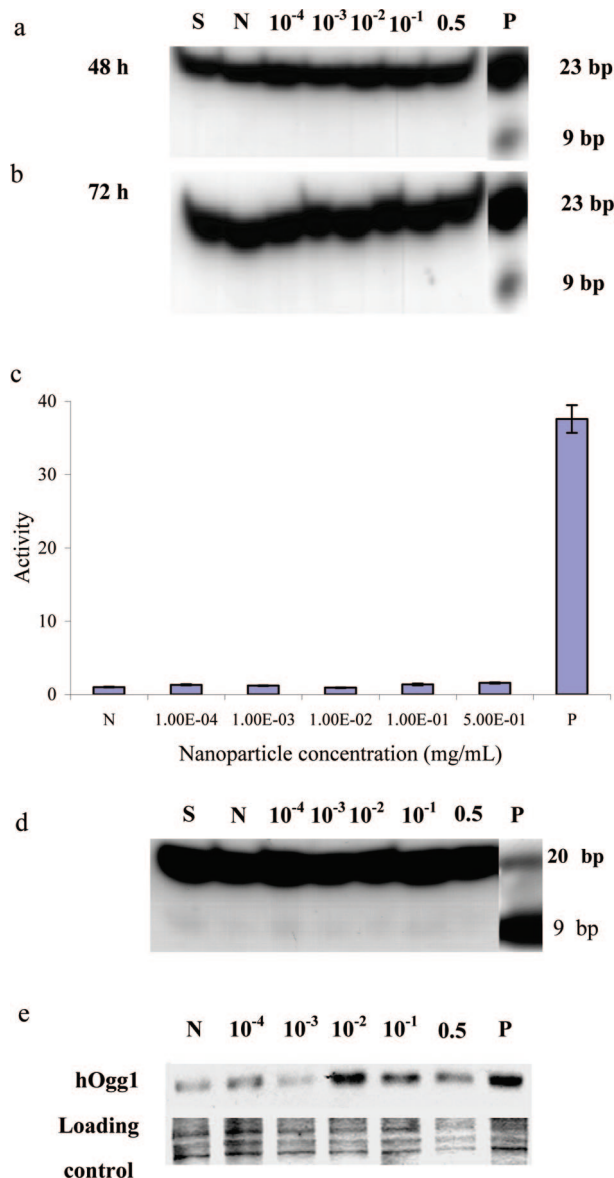 a
S N 10⁻⁴ 10⁻³ 10⁻² 10⁻¹ 0.5 P
48 h
23 bp
9 bp
b
72 h
23 bp
9 bp
c
40
30
20
10
0
Activity
N 1.00E-04 1.00E-03 1.00E-02 1.00E-01 5.00E-01 P
Nanoparticle concentration (mg/mL)
d
S N 10⁻⁴ 10⁻³ 10⁻² 10⁻¹ 0.5 P
20 bp
9 bp
e
N 10⁻⁴ 10⁻³ 10⁻² 10⁻¹ 0.5 P
hOgg1
Loading
control